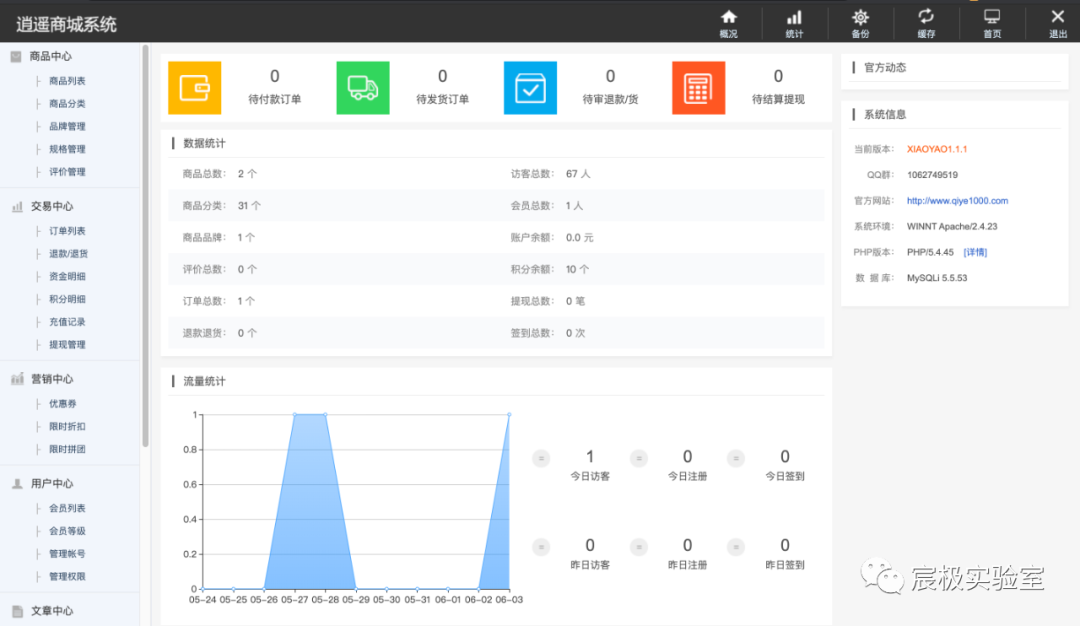 逍遥商城系统
概况 统计 备份 缓存 首页 退出
商品中心
商品列表
商品分类
品牌管理
规格管理
评价管理
交易中心
订单列表
退款/退货
资金明细
积分明细
充值记录
提现管理
营销中心
优惠券
限时折扣
限时拼团
用户中心
会员列表
会员等级
管理帐号
管理权限
文章中心
0 待付款订单
0 待发货订单
0 待审退款/货
0 待结算提现
数据统计
商品总数： 2 个 访客总数： 67 人
商品分类： 31 个 会员总数： 1 人
商品品牌： 1 个 账户余额： 0.0 元
评价总数： 0 个 积分余额： 10 个
订单总数： 1 个 提现总数： 0 笔
退款退货： 0 个 签到总数： 0 次
流量统计
1
0.8
0.6
0.4
0.2
0
05-24 05-25 05-26 05-27 05-28 05-29 05-30 05-31 06-01 06-02 06-03
= 1 = 0 = 0
今日访客 今日注册 今日签到
= 0 = 0 = 0
昨日访客 昨日注册 昨日签到
官方动态
系统信息
当前版本： XIAOYAO1.1.1
QQ群： 1062749519
官方网站： http://www.qiye1000.com
系统环境： WINNT Apache/2.4.23
PHP版本： PHP/5.4.45 [详情]
数 据 库： MySQLi 5.5.53
宸极实验室